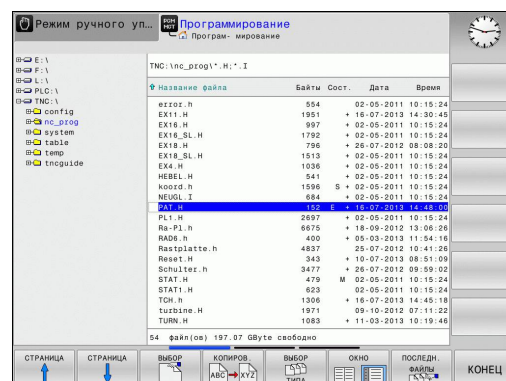 Режим ручного уп...
PGM
MGT
Программирование
Програм- мирование
E:\
F:\
L:\
PLC:\
TNC:\
config
nc_prog
system
table
temp
tncguide
TNC:\nc_prog\*.H;*.I
Название файла Байты Сост. Дата Время
error.h 554 02-05-2011 10:15:24
EX11.H 1951 + 16-07-2013 14:30:45
EX16.H 997 + 02-05-2011 10:15:24
EX16_SL.H 1792 + 02-05-2011 10:15:24
EX18.H 796 + 26-07-2012 08:08:20
EX18_SL.H 1513 + 02-05-2011 10:15:24
EX4.H 1036 + 02-05-2011 10:15:24
HEBEL.H 541 + 02-05-2011 10:15:24
koord.h 1596 S + 02-05-2011 10:15:24
NEUGL.I 684 + 02-05-2011 10:15:24
PAT.H 152 E + 16-07-2013 14:48:00
PL1.H 2697 + 02-05-2011 10:15:24
Ra-Pl.h 6675 + 18-09-2012 13:06:26
RAD6.h 400 + 05-03-2013 11:54:16
Rastplatte.h 4837 25-07-2012 10:41:26
Reset.H 343 + 10-07-2013 08:51:09
Schulter.h 3477 + 26-07-2012 09:59:02
STAT.H 479 M 02-05-2011 10:15:24
STAT1.H 623 02-05-2011 10:15:24
TCH.h 1306 + 16-07-2013 14:45:18
turbine.H 1971 09-10-2012 07:11:22
TURN.H 1083 + 11-03-2013 10:19:46
54 файл(ов) 197.07 GByte свободно
СТРАНИЦА
СТРАНИЦА
ВЫБОР
КОПИРОВ.
ABC XYZ
ВЫБОР
ТИПА
ОКНО
ПОСЛЕДН.
ФАЙЛЫ
КОНЕЦ